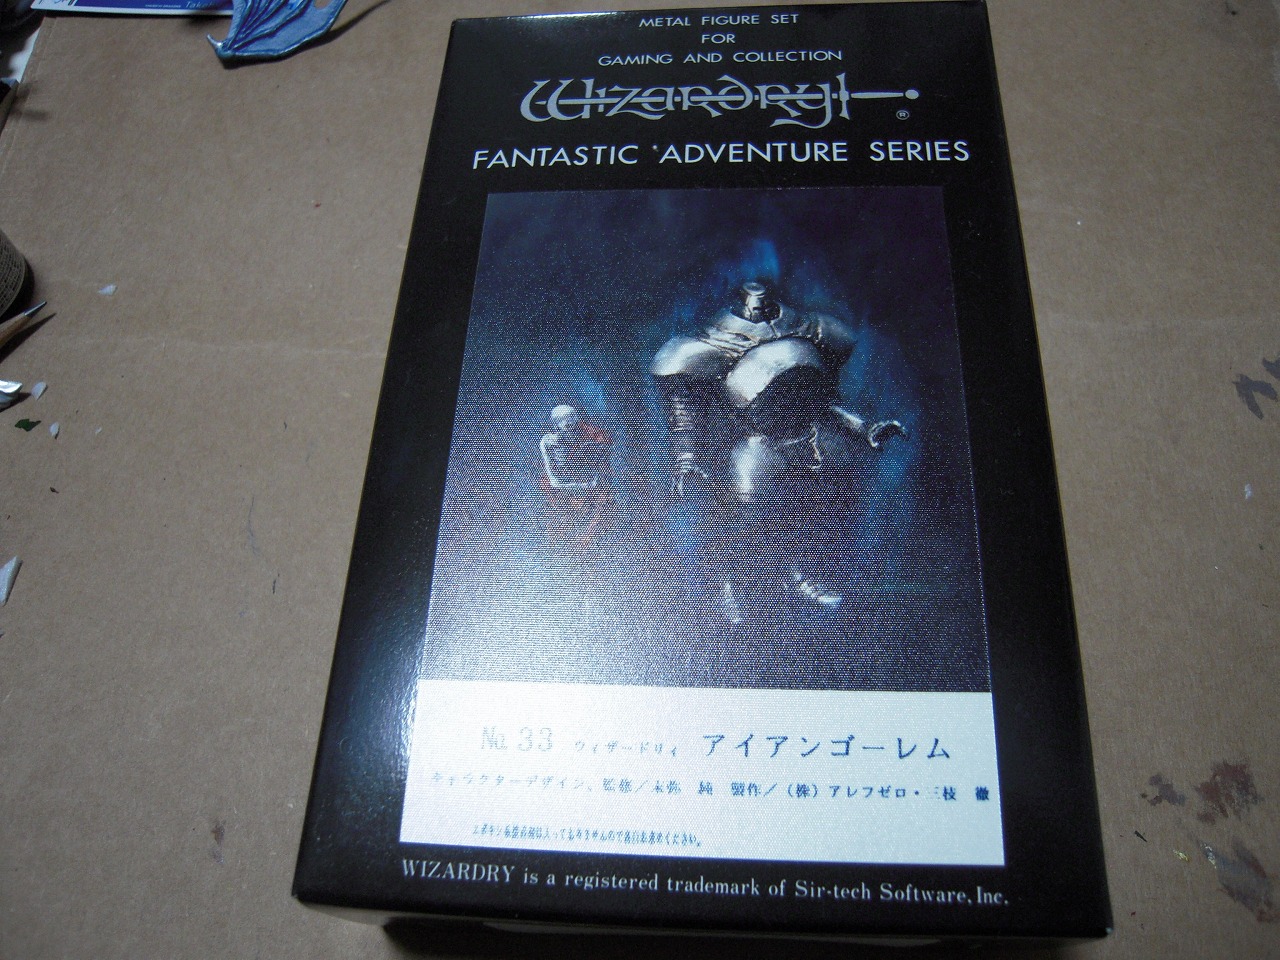 METAL FIGURE SET
FOR
GAMING AND COLLECTION
Wizardry ®
FANTASTIC ADVENTURE SERIES
№33 ウィザードリィ アイアンゴーレム
キャラクターデザイン、監修／末弥 純 製作／(株)アレフゼロ・三枝 徹
WIZARDRY is a registered trademark of Sir-tech Software, Inc.